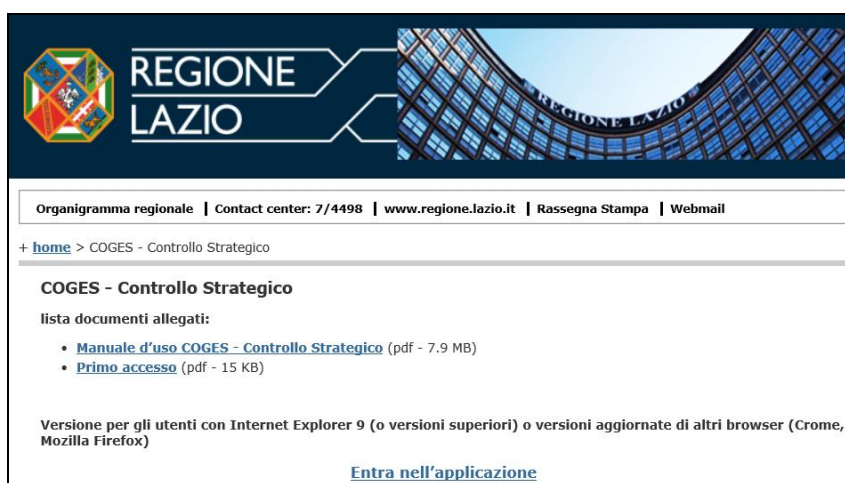 REGIONE
LAZIO
REGIONE LAZIO
Organigramma regionale | Contact center: 7/4498 | www.regione.lazio.it | Rassegna Stampa | Webmail
+ home > COGES - Controllo Strategico
COGES - Controllo Strategico
lista documenti allegati:
• Manuale d'uso COGES - Controllo Strategico (pdf - 7.9 MB)
• Primo accesso (pdf - 15 KB)
Versione per gli utenti con Internet Explorer 9 (o versioni superiori) o versioni aggiornate di altri browser (Crome,
Mozilla Firefox)
Entra nell'applicazione